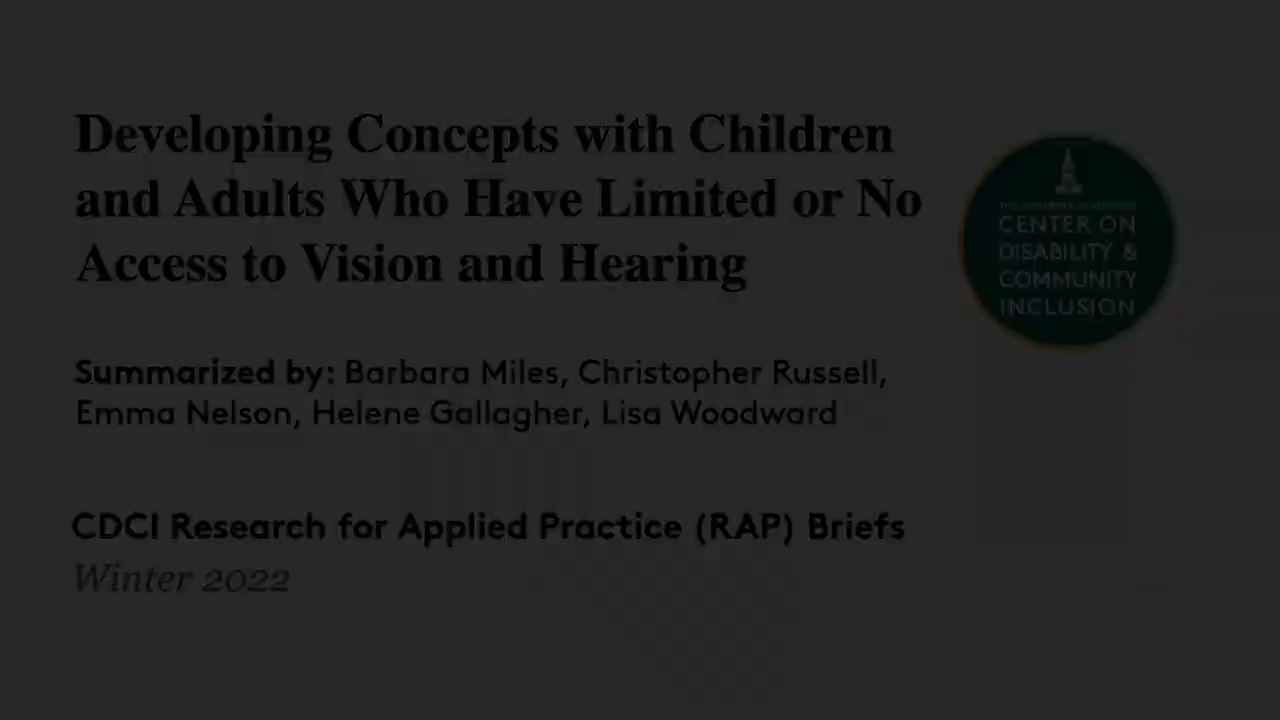 Developing Concepts with Children
and Adults Who Have Limited or No
Access to Vision and Hearing
CENTER ON
DISABILITY &
COMMUNITY
INCLUSION
Summarized by: Barbara Miles, Christopher Russell,
Emma Nelson, Helene Gallagher, Lisa Woodward
CDCI Research for Applied Practice (RAP) Briefs
Winter 2022